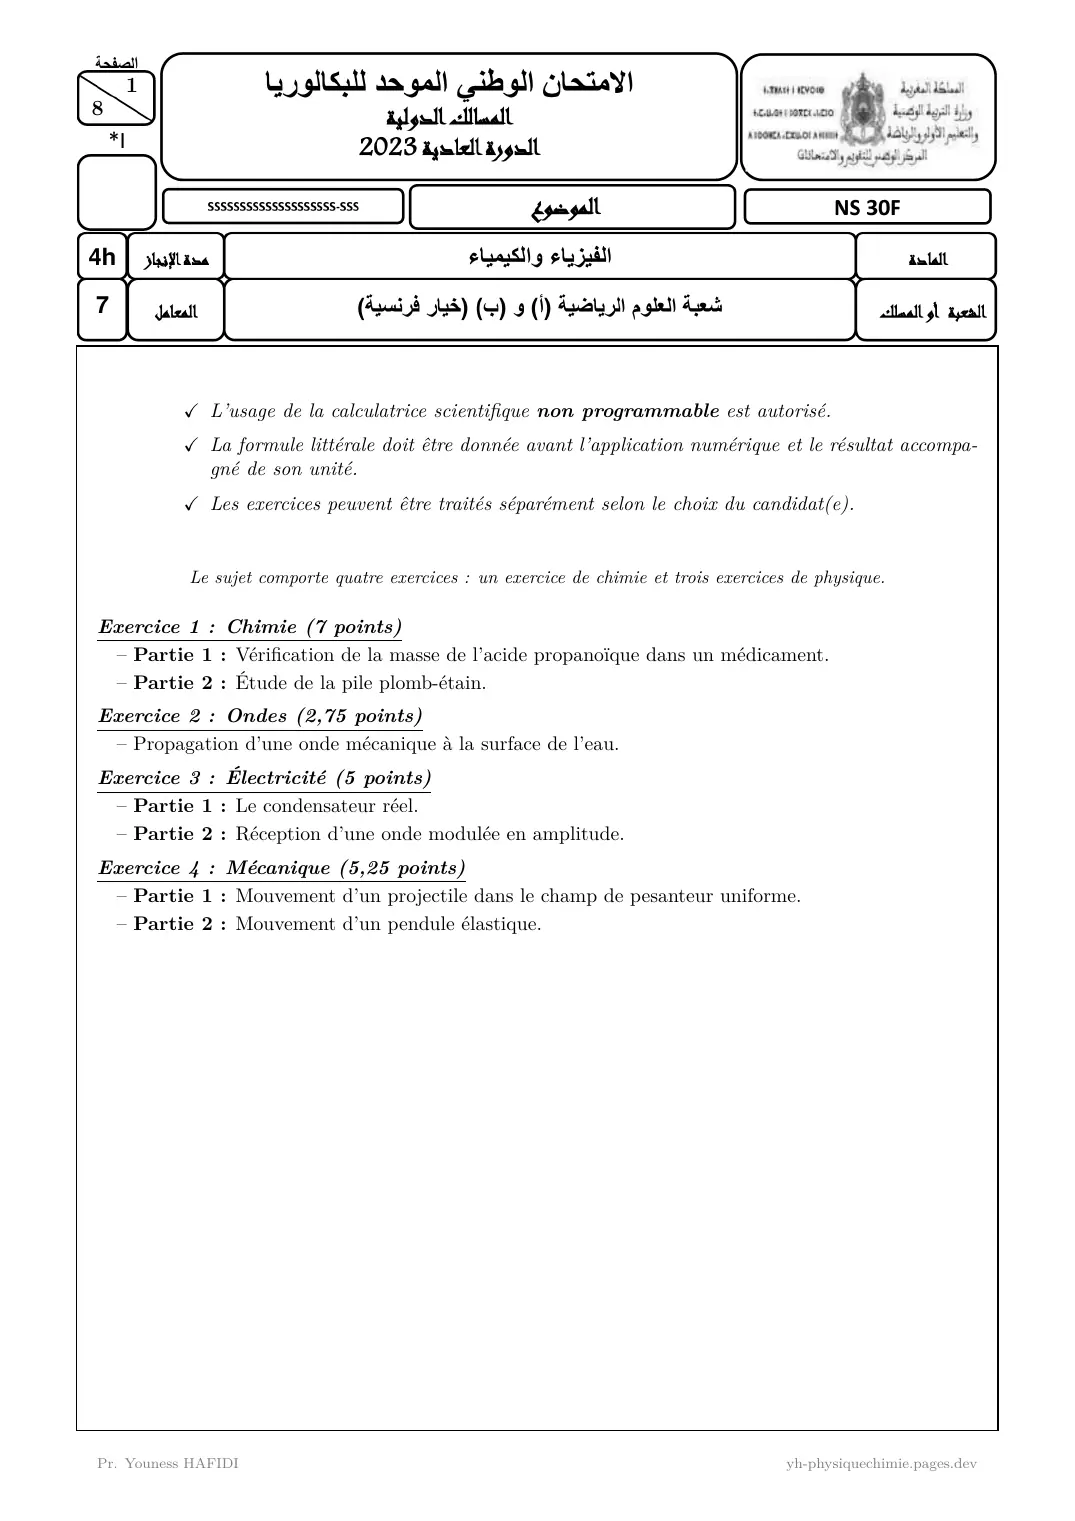 الصفحة
1
8
*ا
الامتحان الوطني الموحد للبكالوريا
المسالك الدولية
الدورة العادية 2023
المملكة المغربية
وزارة التربية الوطنية
والتعليم الأولي والرياضة
المركز الوطني للتقويم والامتحانات
SSSSSSSSSSSSSSSSSSSS-SSS
الموضوع
NS 30F
4h
مدة الإنجاز
الفيزياء والكيمياء
المادة
7
المعامل
شعبة العلوم الرياضية (أ) و (ب) (خيار فرنسية)
الشعبة أو المسلك
✓ L'usage de la calculatrice scientifique non programmable est autorisé.
✓ La formule littérale doit être donnée avant l'application numérique et le résultat accompa-
gné de son unité.
✓ Les exercices peuvent être traités séparément selon le choix du candidat(e).
Le sujet comporte quatre exercices : un exercice de chimie et trois exercices de physique.
Exercice 1 : Chimie (7 points)
– Partie 1 : Vérification de la masse de l'acide propanoïque dans un médicament.
– Partie 2 : Étude de la pile plomb-étain.
Exercice 2 : Ondes (2,75 points)
– Propagation d'une onde mécanique à la surface de l'eau.
Exercice 3 : Électricité (5 points)
– Partie 1 : Le condensateur réel.
– Partie 2 : Réception d'une onde modulée en amplitude.
Exercice 4 : Mécanique (5,25 points)
– Partie 1 : Mouvement d'un projectile dans le champ de pesanteur uniforme.
– Partie 2 : Mouvement d'un pendule élastique.
Pr. Youness HAFIDI
yh-physiquechimie.pages.dev